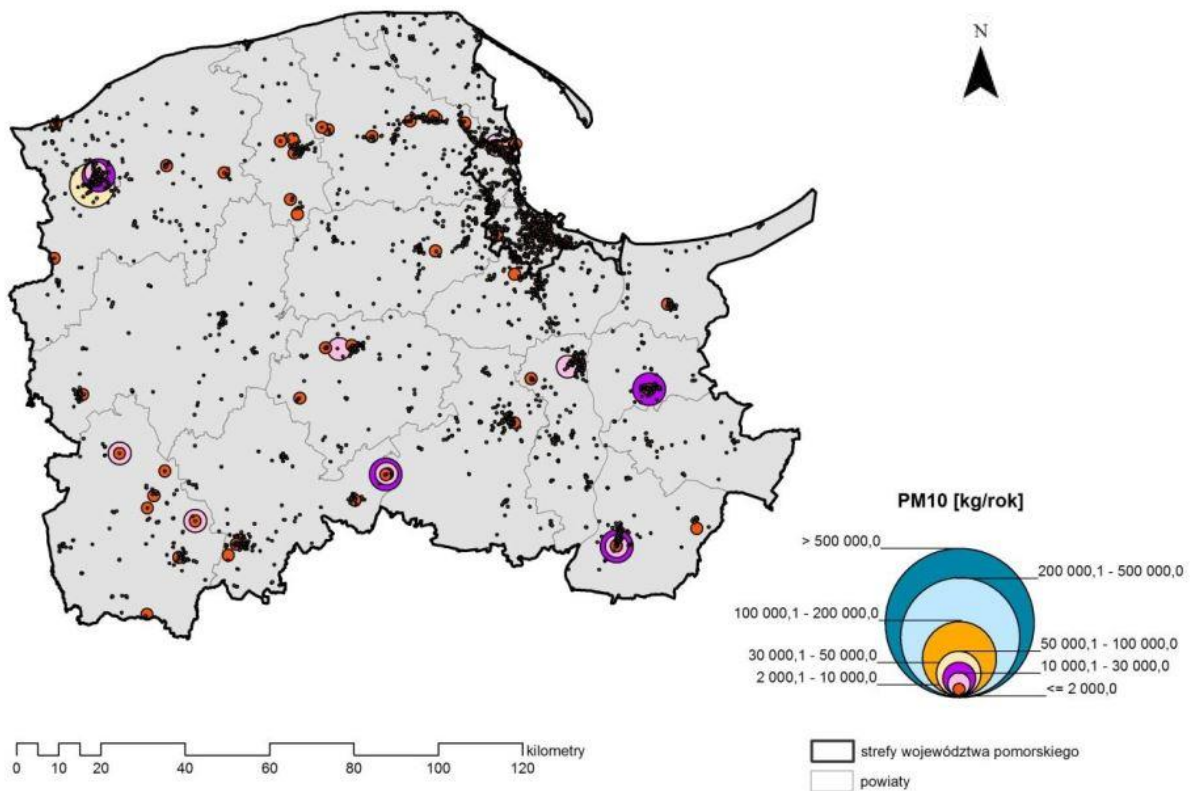 N
PM10 [kg/rok]
> 500 000,0
200 000,1 - 500 000,0
100 000,1 - 200 000,0
50 000,1 - 100 000,0
30 000,1 - 50 000,0
10 000,1 - 30 000,0
2 000,1 - 10 000,0
<= 2 000,0
kilometry
0 10 20 40 60 80 100 120
strefy województwa pomorskiego
powiaty